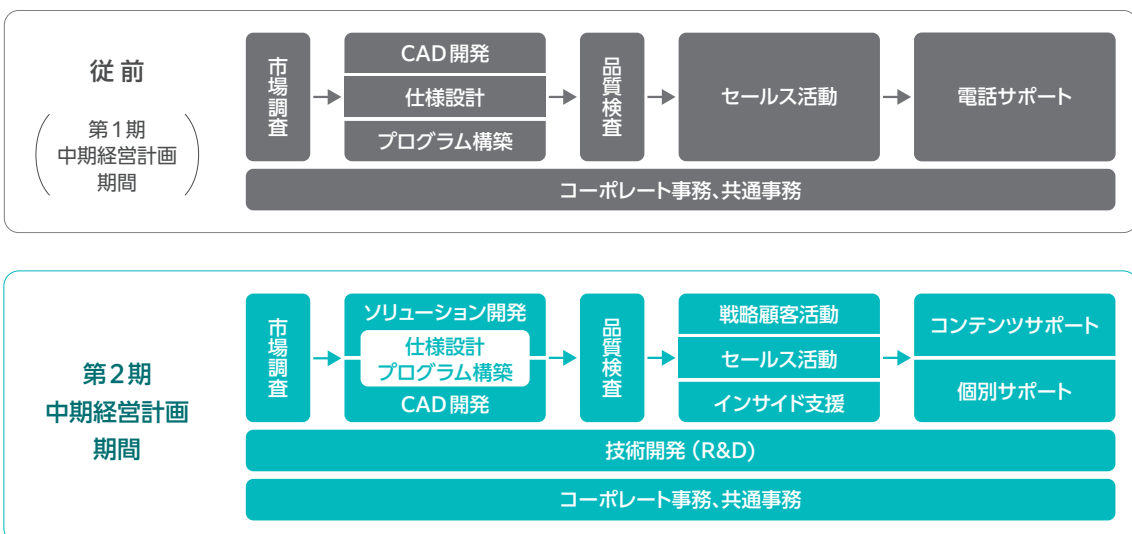 従前
第1期
中期経営計画
期間
市場調査
CAD開発
仕様設計
プログラム構築
品質検査
セールス活動
電話サポート
コーポレート事務、共通事務
第2期
中期経営計画
期間
市場調査
ソリューション開発
仕様設計
プログラム構築
CAD開発
品質検査
戦略顧客活動
セールス活動
インサイド支援
コンテンツサポート
個別サポート
技術開発（R&D）
コーポレート事務、共通事務